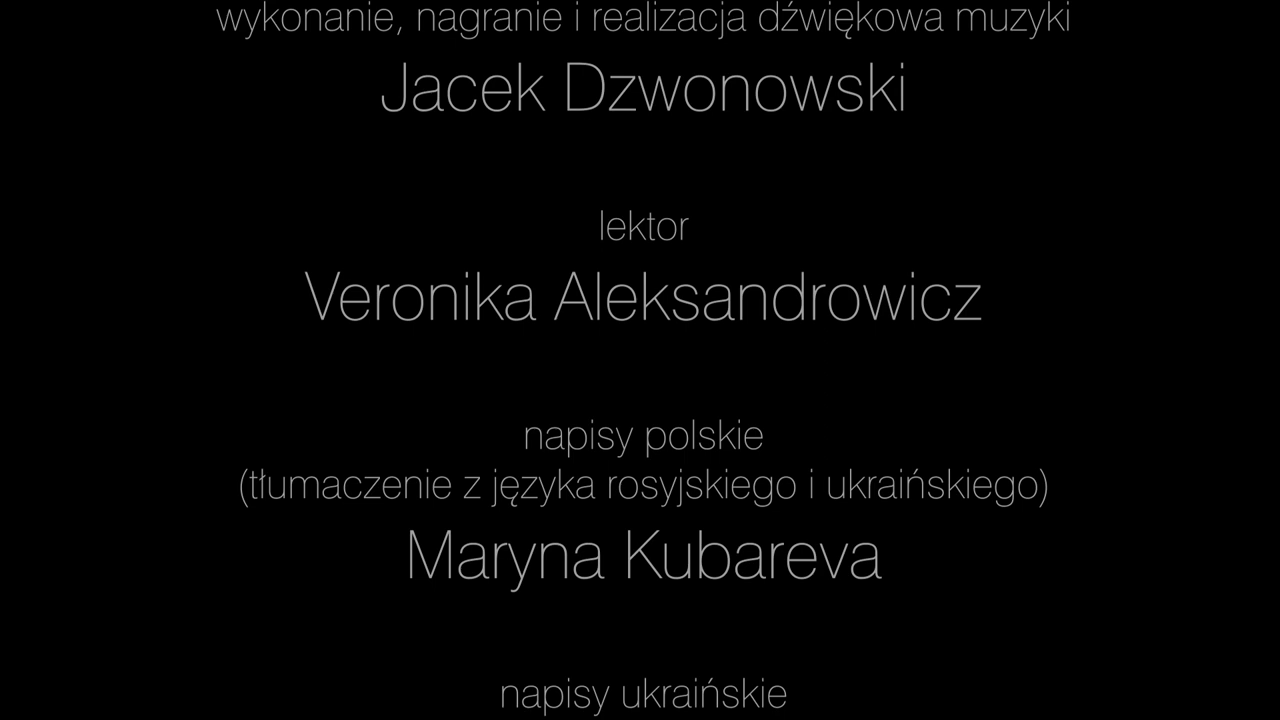 wykonanie, nagranie i realizacja dźwiękowa muzyki
Jacek Dzwonowski
lektor
Veronika Aleksandrowicz
napisy polskie
(tłumaczenie z języka rosyjskiego i ukraińskiego)
Maryna Kubareva
napisy ukraińskie